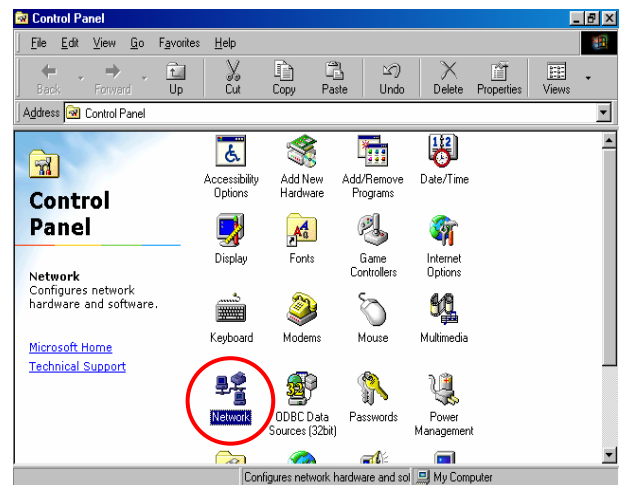 Control Panel
File Edit View Go Favorites Help
Back Forward Up Cut Copy Paste Undo Delete Properties Views
Address Control Panel
Control
Panel
Network
Configures network
hardware and software.
Microsoft Home
Technical Support
Accessibility
Options
Add New
Hardware
Add/Remove
Programs
Date/Time
Display
Fonts
Game
Controllers
Internet
Options
Keyboard
Modems
Mouse
Multimedia
Network
ODBC Data
Sources (32bit)
Passwords
Power
Management
Configures network hardware and sol
My Computer